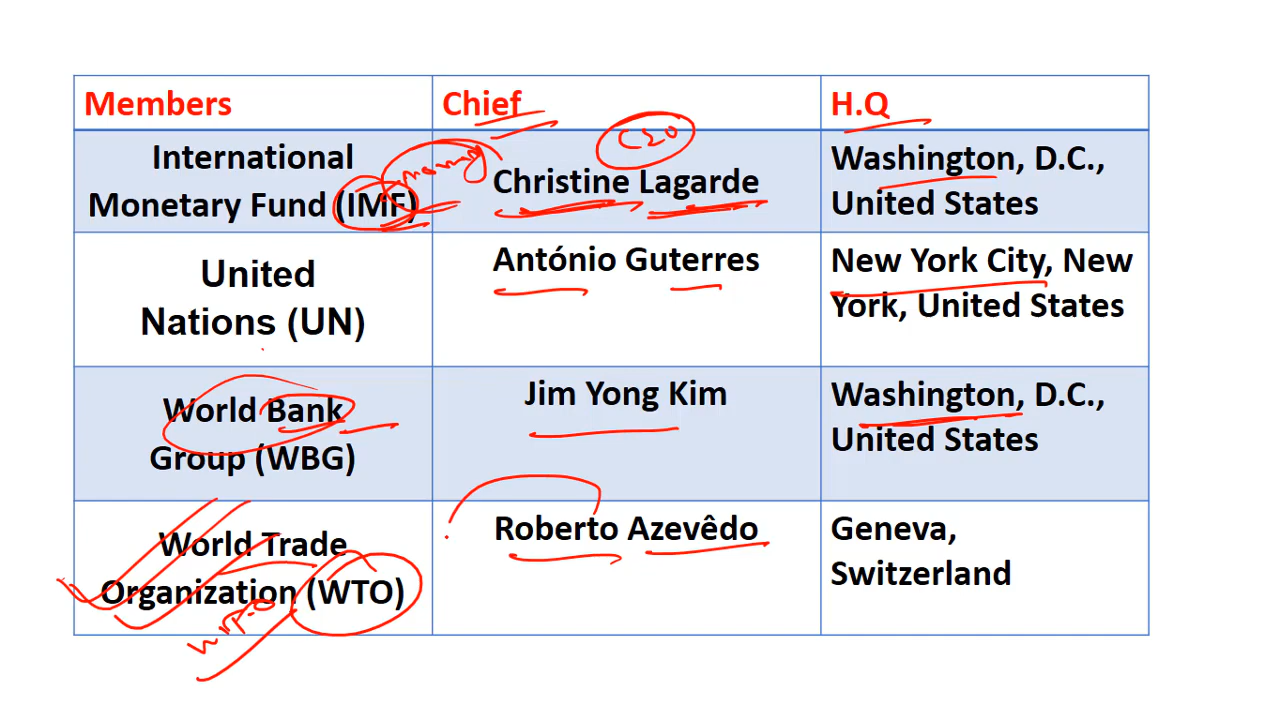 Members
Chief
H.Q
International
Monetary Fund (IMF)
Christine Lagarde
Washington, D.C.,
United States
United
Nations (UN)
António Guterres
New York City, New
York, United States
World Bank
Group (WBG)
Jim Yong Kim
Washington, D.C.,
United States
World Trade
Organization (WTO)
Roberto Azevêdo
Geneva,
Switzerland